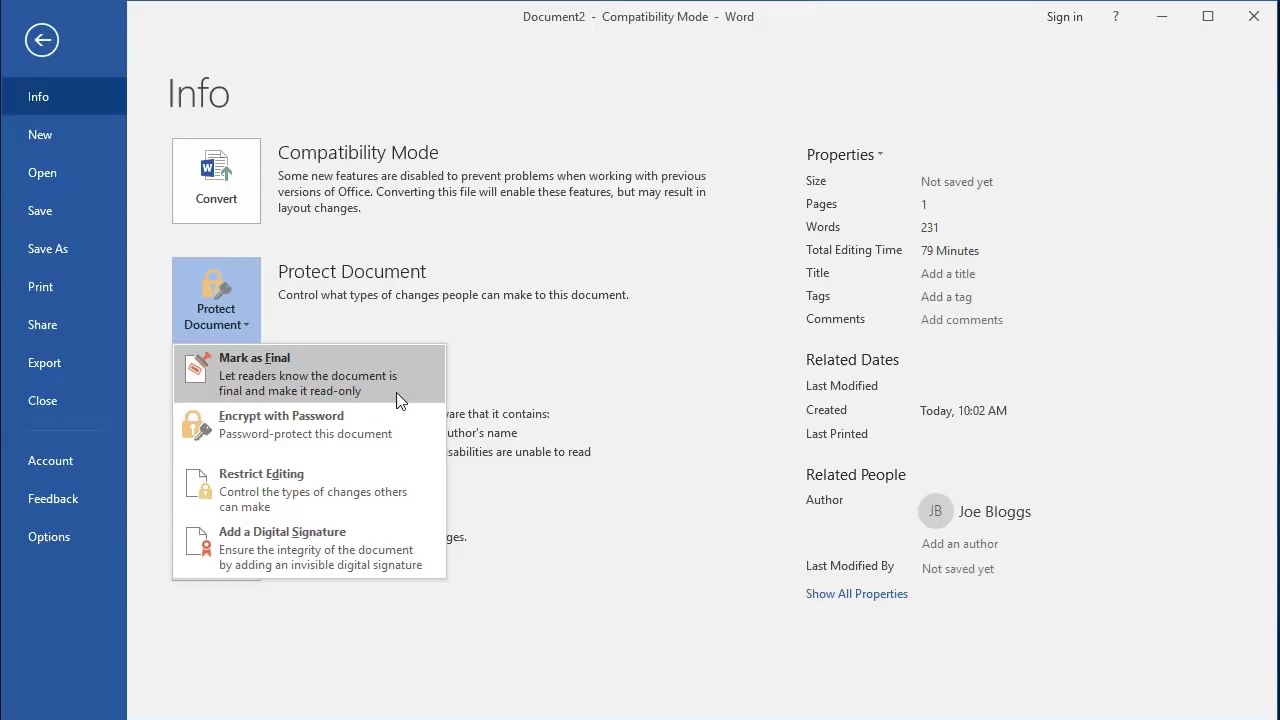 Document2 - Compatibility Mode - Word
Sign in
?
Info
New
Open
Save
Save As
Print
Share
Export
Close
Account
Feedback
Options
Info
Convert
Compatibility Mode
Some new features are disabled to prevent problems when working with previous
versions of Office. Converting this file will enable these features, but may result in
layout changes.
Protect
Document
Protect Document
Control what types of changes people can make to this document.
Mark as Final
Let readers know the document is
final and make it read-only
Encrypt with Password
Password-protect this document
Restrict Editing
Control the types of changes others
can make
Add a Digital Signature
Ensure the integrity of the document
by adding an invisible digital signature
that it contains:
name
are unable to read
Properties
Size Not saved yet
Pages 1
Words 231
Total Editing Time 79 Minutes
Title Add a title
Tags Add a tag
Comments Add comments
Related Dates
Last Modified
Created Today, 10:02 AM
Last Printed
Related People
Author JB Joe Bloggs
Add an author
Last Modified By Not saved yet
Show All Properties